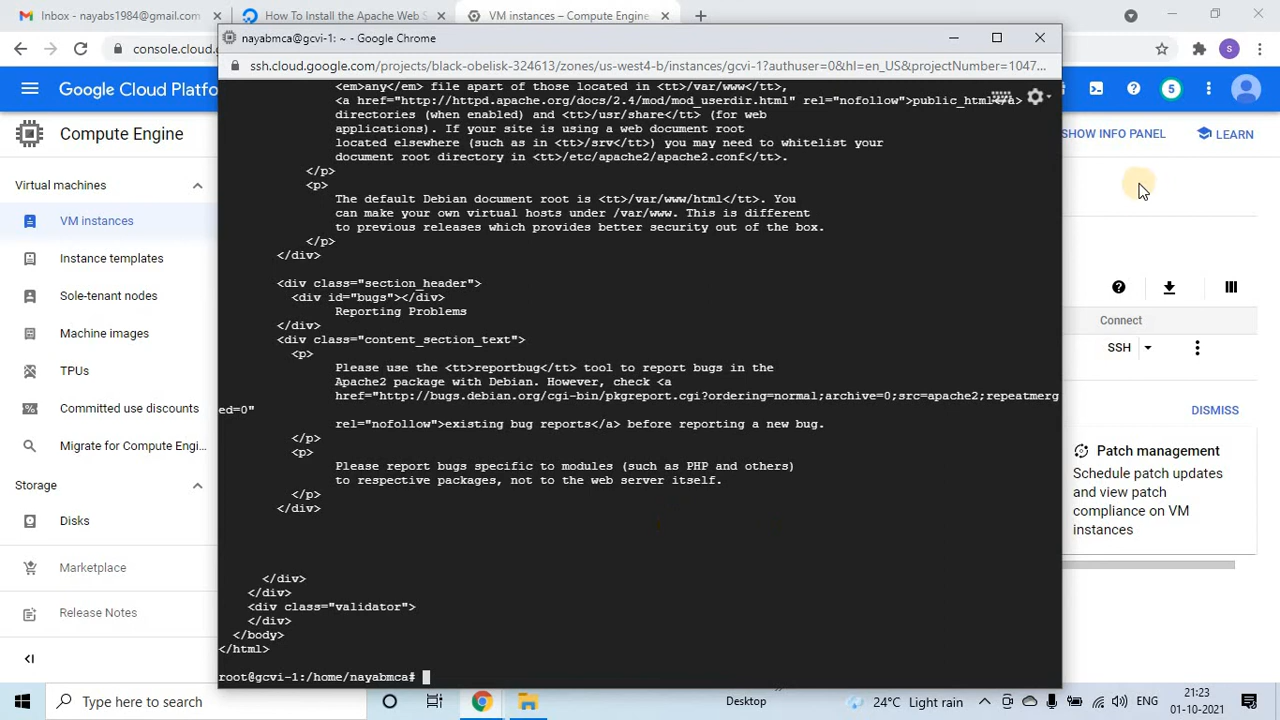 Inbox - nayabs1984@gmail.com
How To Install the Apache Web S
VM instances – Compute Engine
nayabmca@gcvi-1: ~ - Google Chrome
console.cloud.g
ssh.cloud.google.com/projects/black-obelisk-324613/zones/us-west4-b/instances/gcvi-1?authuser=0&hl=en_US&projectNumber=1047...
S
Google Cloud Platfo
5
Compute Engine
SHOW INFO PANEL
LEARN
Virtual machines
VM instances
Instance templates
Sole-tenant nodes
Machine images
TPUs
Committed use discounts
Migrate for Compute Engi...
Storage
Disks
Marketplace
Release Notes
<em>any</em> file apart of those located in <tt>/var/www</tt>,
<a href="http://httpd.apache.org/docs/2.4/mod/mod_userdir.html" rel="nofollow">public_html</a>
directories (when enabled) and <tt>/usr/share</tt> (for web
applications). If your site is using a web document root
located elsewhere (such as in <tt>/srv</tt>) you may need to whitelist your
document root directory in <tt>/etc/apache2/apache2.conf</tt>.
</p>
<p>
The default Debian document root is <tt>/var/www/html</tt>. You
can make your own virtual hosts under /var/www. This is different
to previous releases which provides better security out of the box.
</p>
</div>
<div class="section_header">
<div id="bugs"></div>
Reporting Problems
</div>
<div class="content_section_text">
<p>
Please use the <tt>reportbug</tt> tool to report bugs in the
Apache2 package with Debian. However, check <a
href="http://bugs.debian.org/cgi-bin/pkgreport.cgi?ordering=normal;archive=0;src=apache2;repeatmerg
ed=0"
rel="nofollow">existing bug reports</a> before reporting a new bug.
</p>
<p>
Please report bugs specific to modules (such as PHP and others)
to respective packages, not to the web server itself.
</p>
</div>
</div>
</div>
<div class="validator">
</div>
</body>
</html>
root@gcvi-1:/home/nayabmca#
Connect
SSH
DISMISS
Patch management
Schedule patch updates
and view patch
compliance on VM
instances
Type here to search
Desktop
24°C Light rain
ENG
21:23
01-10-2021